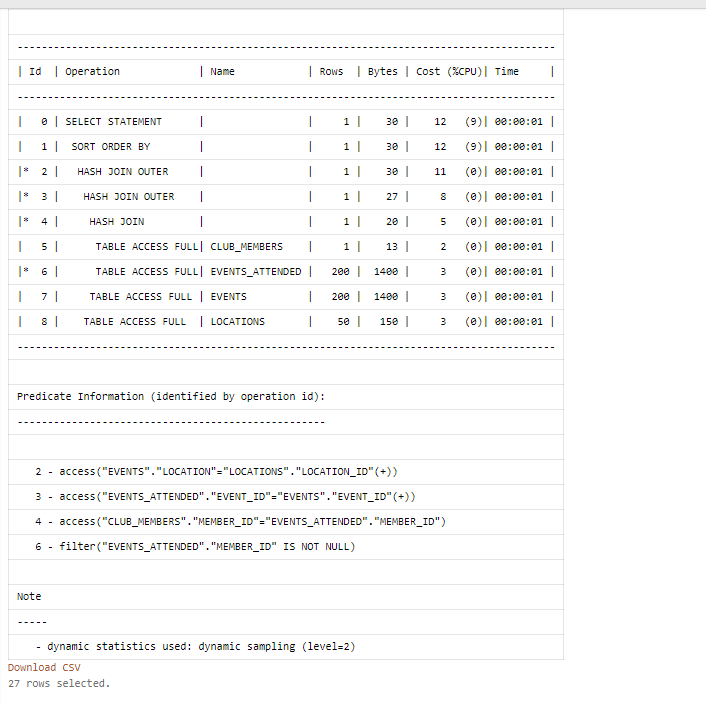 --------------------------------------------------------------------------------------------
| Id  | Operation             | Name            | Rows  | Bytes | Cost (%CPU)| Time     |
--------------------------------------------------------------------------------------------
|   0 | SELECT STATEMENT      |                 |     1 |    30 |    12   (9)| 00:00:01 |
|   1 |  SORT ORDER BY        |                 |     1 |    30 |    12   (9)| 00:00:01 |
|*  2 |   HASH JOIN OUTER     |                 |     1 |    30 |    11   (0)| 00:00:01 |
|*  3 |    HASH JOIN OUTER    |                 |     1 |    27 |     8   (0)| 00:00:01 |
|*  4 |     HASH JOIN         |                 |     1 |    20 |     5   (0)| 00:00:01 |
|   5 |      TABLE ACCESS FULL| CLUB_MEMBERS    |     1 |    13 |     2   (0)| 00:00:01 |
|*  6 |      TABLE ACCESS FULL| EVENTS_ATTENDED |   200 |  1400 |     3   (0)| 00:00:01 |
|   7 |     TABLE ACCESS FULL | EVENTS          |   200 |  1400 |     3   (0)| 00:00:01 |
|   8 |    TABLE ACCESS FULL  | LOCATIONS       |    50 |   150 |     3   (0)| 00:00:01 |
--------------------------------------------------------------------------------------------
Predicate Information (identified by operation id):
---------------------------------------------------
2 - access("EVENTS"."LOCATION"="LOCATIONS"."LOCATION_ID"(+))
3 - access("EVENTS_ATTENDED"."EVENT_ID"="EVENTS"."EVENT_ID"(+))
4 - access("CLUB_MEMBERS"."MEMBER_ID"="EVENTS_ATTENDED"."MEMBER_ID")
6 - filter("EVENTS_ATTENDED"."MEMBER_ID" IS NOT NULL)
Note
-----
- dynamic statistics used: dynamic sampling (level=2)
Download CSV
27 rows selected.